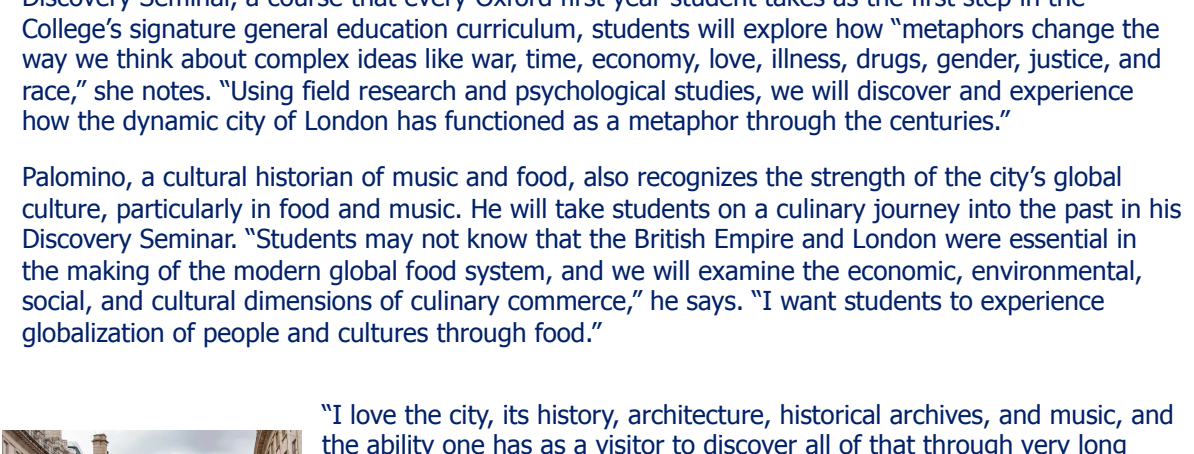 Discovery Seminar, a course that every Oxford first-year student takes as the first step in the
College’s signature general education curriculum, students will explore how “metaphors change the
way we think about complex ideas like war, time, economy, love, illness, drugs, gender, justice, and
race,” she notes. “Using field research and psychological studies, we will discover and experience
how the dynamic city of London has functioned as a metaphor through the centuries.”
Palomino, a cultural historian of music and food, also recognizes the strength of the city’s global
culture, particularly in food and music. He will take students on a culinary journey into the past in his
Discovery Seminar. “Students may not know that the British Empire and London were essential in
the making of the modern global food system, and we will examine the economic, environmental,
social, and cultural dimensions of culinary commerce,” he says. “I want students to experience
globalization of people and cultures through food.”
“I love the city, its history, architecture, historical archives, and music, and
the ability one has as a visitor to discover all of that through very long